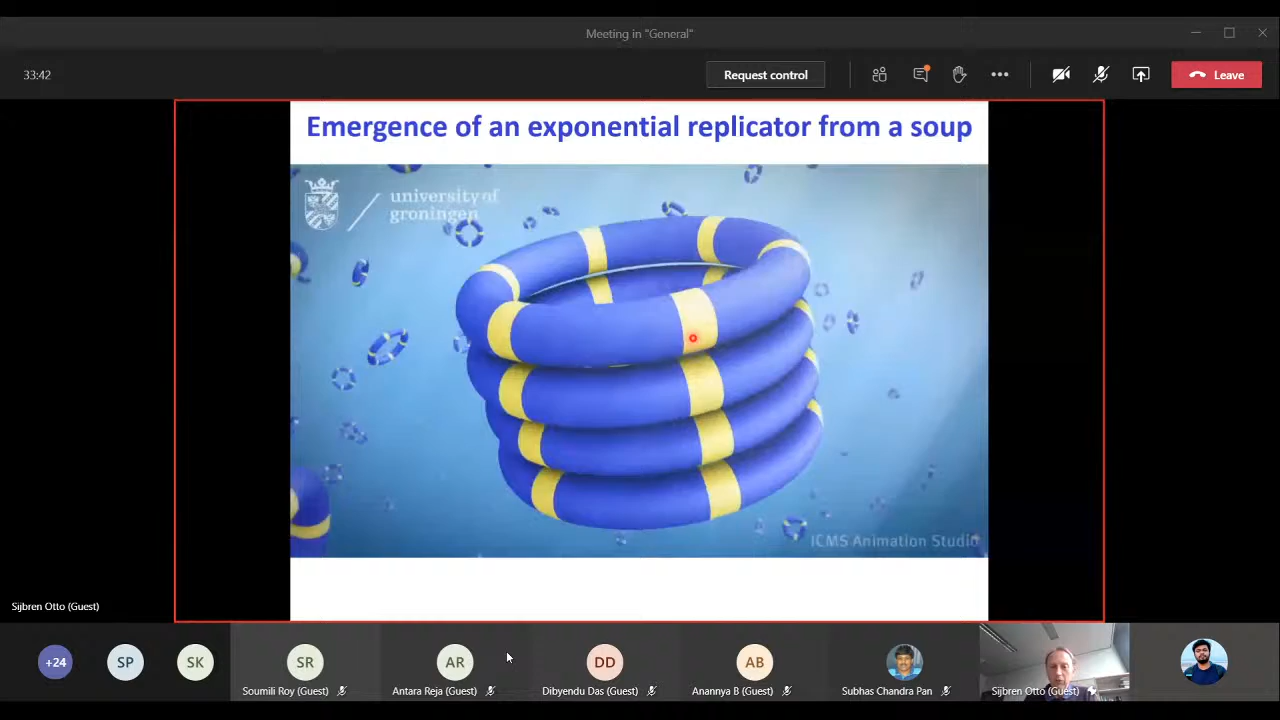 Meeting in "General"
33:42
Request control
Leave
Emergence of an exponential replicator from a soup
university of
groningen
ICMS Animation Studio
Sijbren Otto (Guest)
+24
SP
SK
SR
AR
DD
AB
Soumili Roy (Guest)
Antara Reja (Guest)
Dibyendu Das (Guest)
Anannya B (Guest)
Subhas Chandra Pan
Sijbren Otto (Guest)